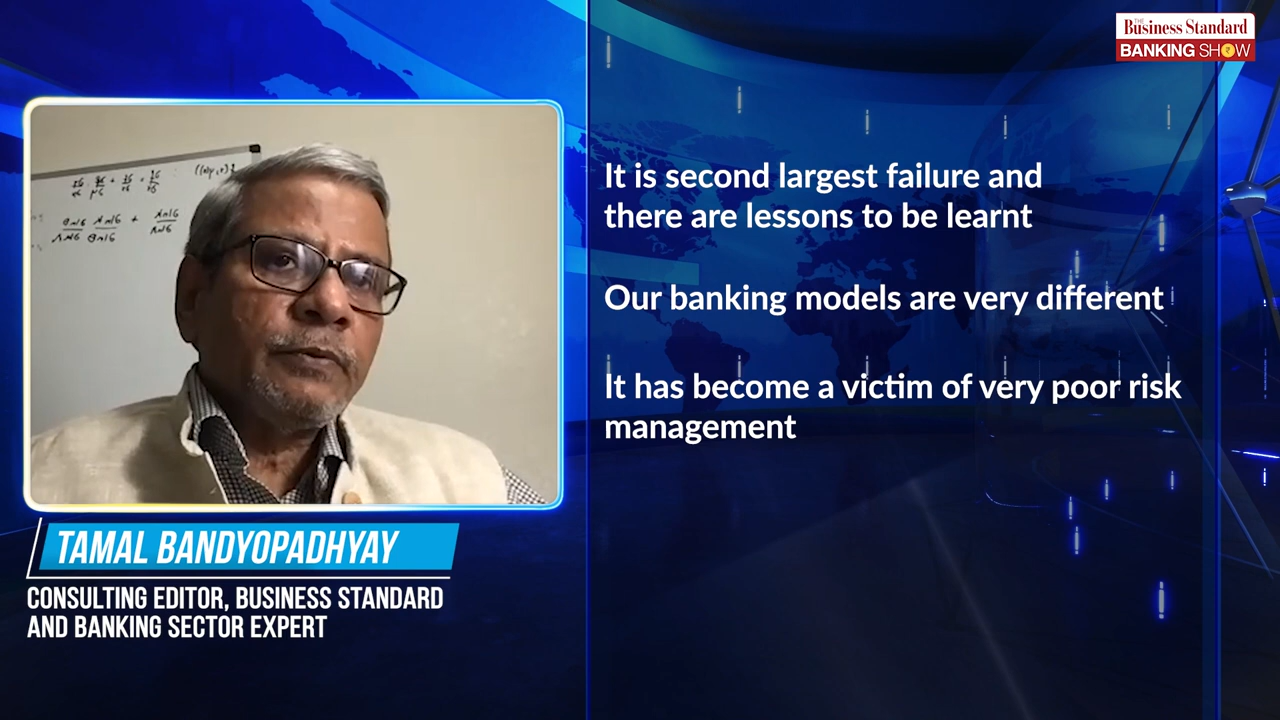 THE
Business Standard
BANKING SHOW
It is second largest failure and
there are lessons to be learnt
Our banking models are very different
It has become a victim of very poor risk
management
TAMAL BANDYOPADHYAY
CONSULTING EDITOR, BUSINESS STANDARD
AND BANKING SECTOR EXPERT